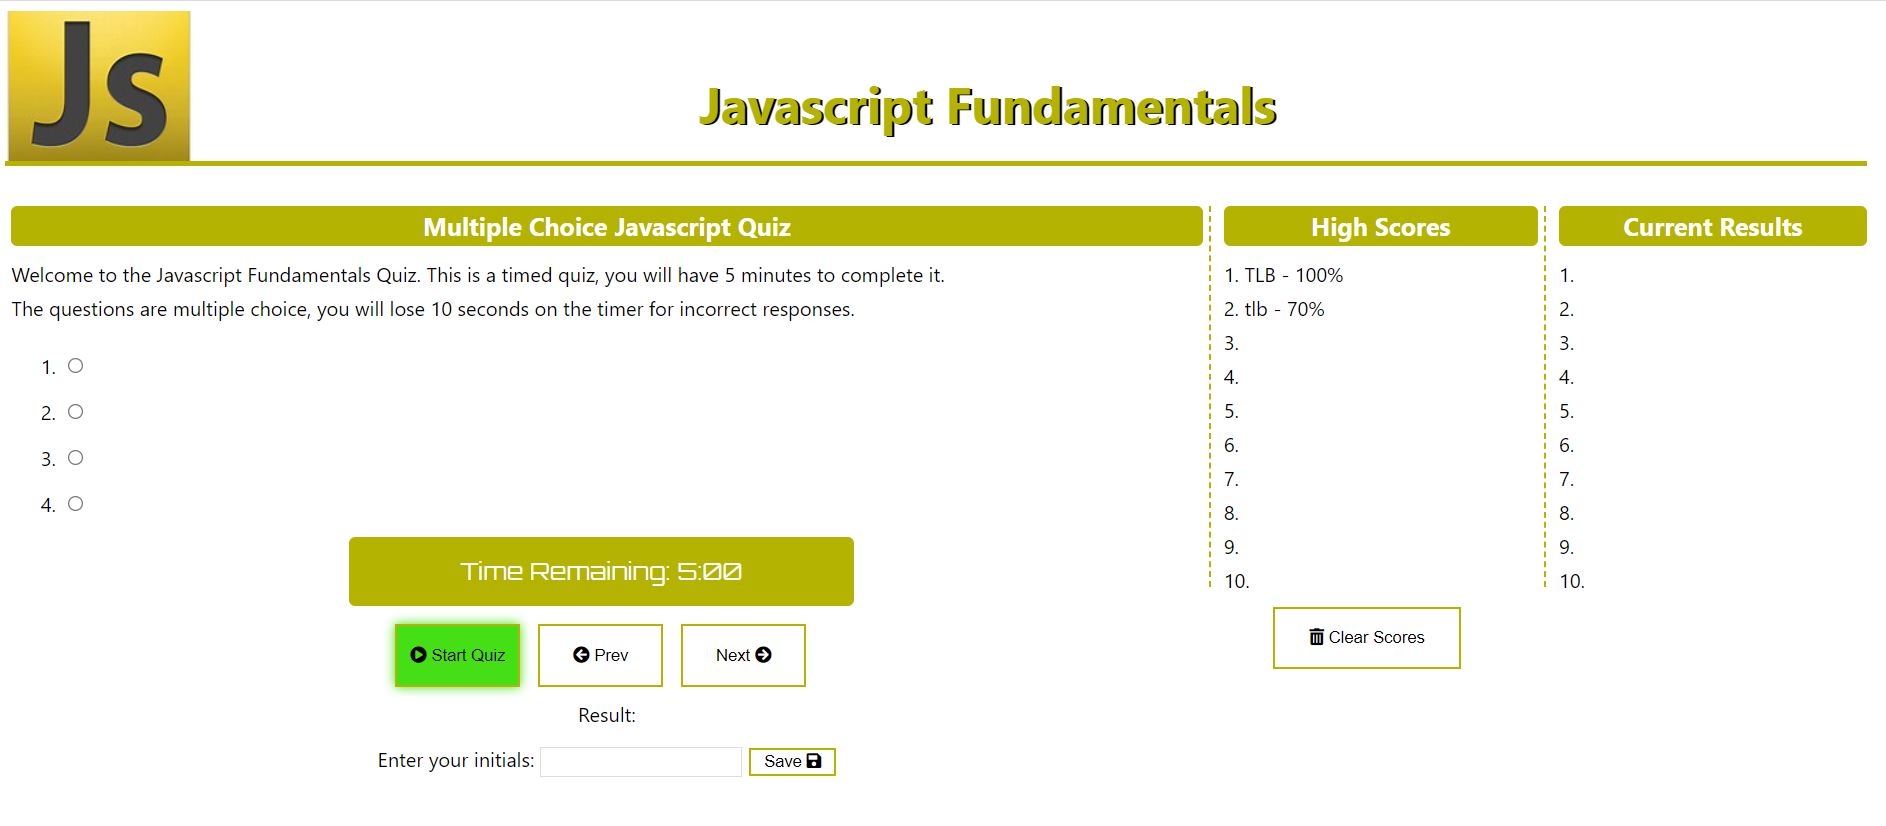 Js
Javascript Fundamentals
Multiple Choice Javascript Quiz
Welcome to the Javascript Fundamentals Quiz. This is a timed quiz, you will have 5 minutes to complete it.
The questions are multiple choice, you will lose 10 seconds on the timer for incorrect responses.
1.
2.
3.
4.
Time Remaining: 5:00
Start Quiz
Prev
Next
Result:
Enter your initials:
Save
High Scores
1. TLB - 100%
2. tlb - 70%
3.
4.
5.
6.
7.
8.
9.
10.
Clear Scores
Current Results
1.
2.
3.
4.
5.
6.
7.
8.
9.
10.